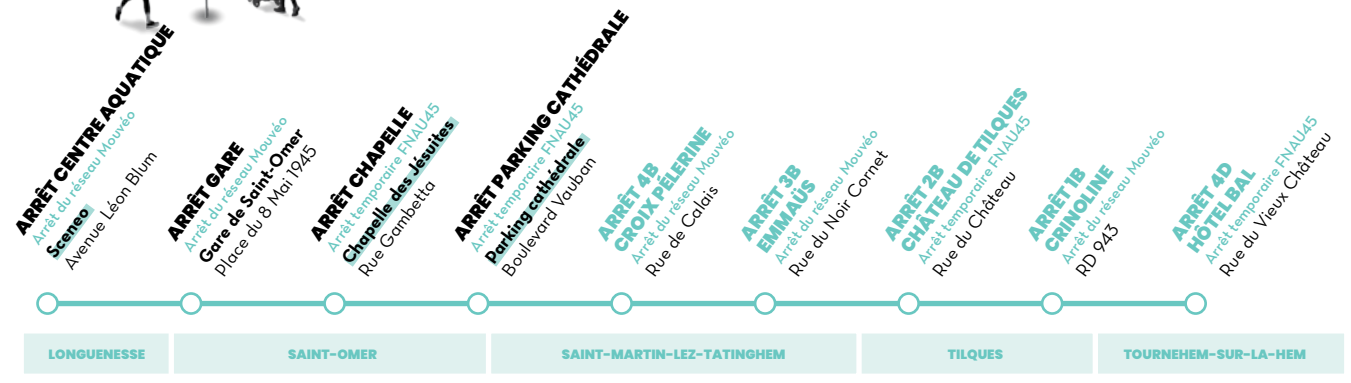 ARRÊT CENTRE AQUATIQUE
Arrêt du réseau Mouvéo
Sceneo
Avenue Léon Blum
ARRÊT GARE
Arrêt du réseau Mouvéo
Gare de Saint-Omer
Place du 8 Mai 1945
ARRÊT CHAPELLE
Arrêt temporaire FNAU45
Chapelle des Jésuites
Rue Gambetta
ARRÊT PARKING CATHÉDRALE
Arrêt temporaire FNAU45
Parking cathédrale
Boulevard Vauban
ARRÊT 4B
CROIX PÈLERINE
Arrêt du réseau Mouvéo
Rue de Calais
ARRÊT 3B
EMMAÜS
Arrêt du réseau Mouvéo
Rue du Noir Cornet
ARRÊT 2B
CHÂTEAU DE TILQUES
Arrêt temporaire FNAU45
Rue du Château
ARRÊT 1B
CRINOLINE
Arrêt du réseau Mouvéo
RD 943
ARRÊT 4D
HÔTEL BAL
Arrêt temporaire FNAU45
Rue du Vieux Château
LONGUENESSE
SAINT-OMER
SAINT-MARTIN-LEZ-TATINGHEM
TILQUES
TOURNEHEM-SUR-LA-HEM